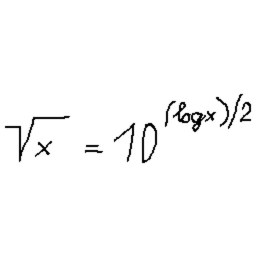 √x = 10^((log x)/2)